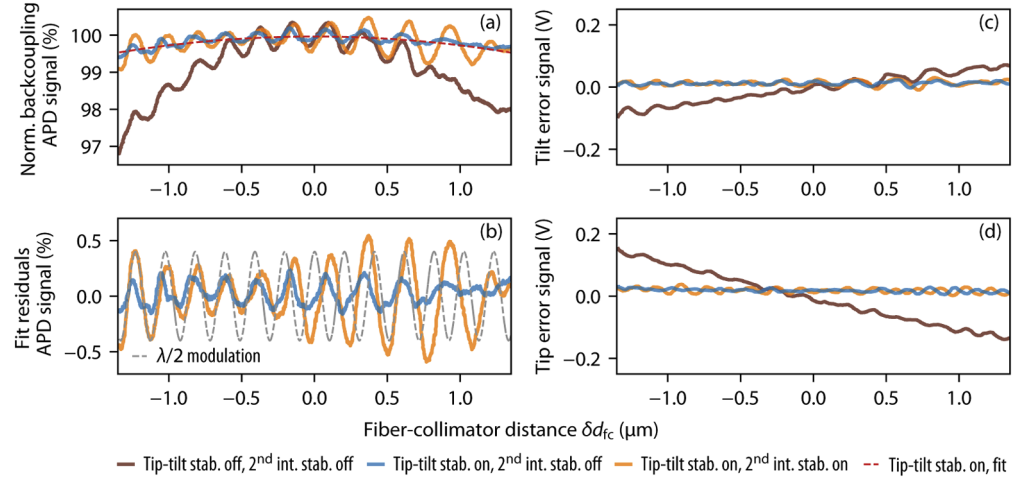 (a)
Norm. backcoupling
APD signal (%)
100
99
98
97
−1.0 −0.5 0.0 0.5 1.0
(c)
Tilt error signal (V)
0.2
0.0
−0.2
−1.0 −0.5 0.0 0.5 1.0
(b)
Fit residuals
APD signal (%)
0.5
0.0
−0.5
λ/2 modulation
−1.0 −0.5 0.0 0.5 1.0
(d)
Tip error signal (V)
0.2
0.0
−0.2
−1.0 −0.5 0.0 0.5 1.0
Fiber-collimator distance δd_fc (μm)
Tip-tilt stab. off, 2nd int. stab. off Tip-tilt stab. on, 2nd int. stab. off Tip-tilt stab. on, 2nd int. stab. on Tip-tilt stab. on, fit